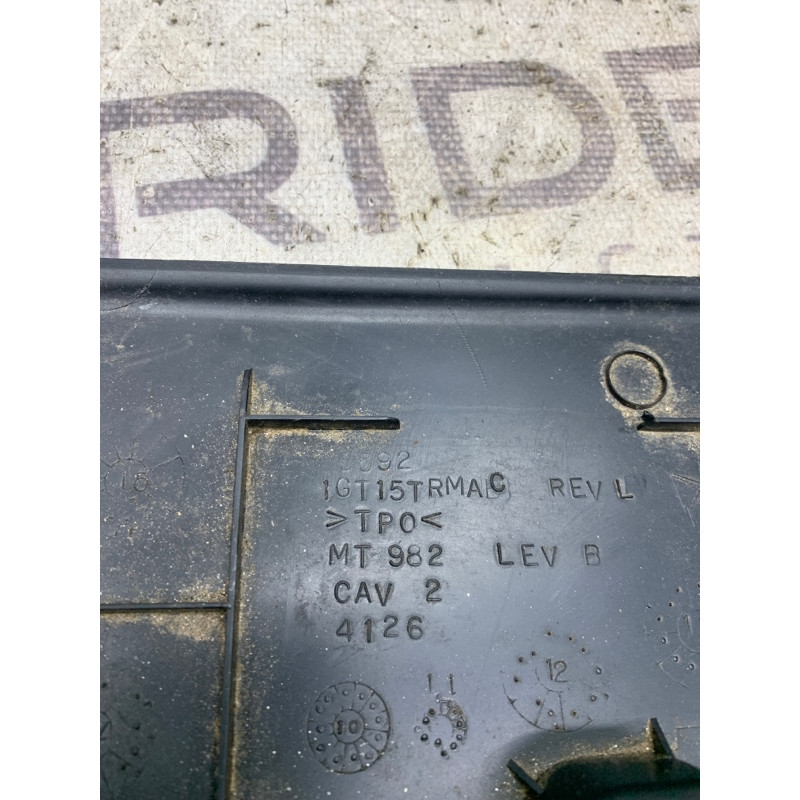 RIDE
1GT15TRMAC REV L
>TPO<
MT 982 LEV B
CAV 2
4126
10
11
12